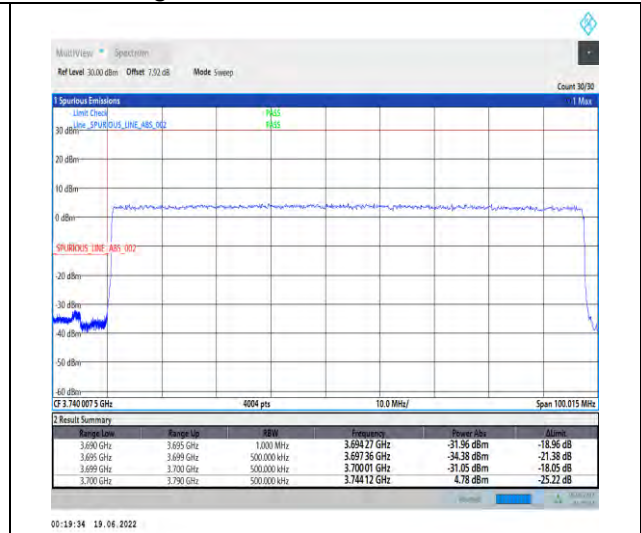 MultiView Spectrum
Ref Level 30.00 dBm Offset 7.92 dB Mode Sweep
Count 30/30
1 Spurious Emissions 1 Max
Limit Check PASS
Line _SPURIOUS_LINE_ABS_002 PASS
30 dBm
20 dBm
10 dBm
0 dBm
SPURIOUS_LINE_ABS_002
-20 dBm
-30 dBm
-40 dBm
-50 dBm
-60 dBm
CF 3.740 007 5 GHz 4004 pts 10.0 MHz/ Span 100.015 MHz
2 Result Summary
Range Low Range Up RBW Frequency Power Abs ΔLimit
3.690 GHz 3.695 GHz 1.000 MHz 3.694 27 GHz -31.96 dBm -18.96 dB
3.695 GHz 3.699 GHz 500.000 kHz 3.697 36 GHz -34.38 dBm -21.38 dB
3.699 GHz 3.700 GHz 500.000 kHz 3.700 01 GHz -31.05 dBm -18.05 dB
3.700 GHz 3.790 GHz 500.000 kHz 3.744 12 GHz 4.78 dBm -25.22 dB
00:19:34 19.06.2022